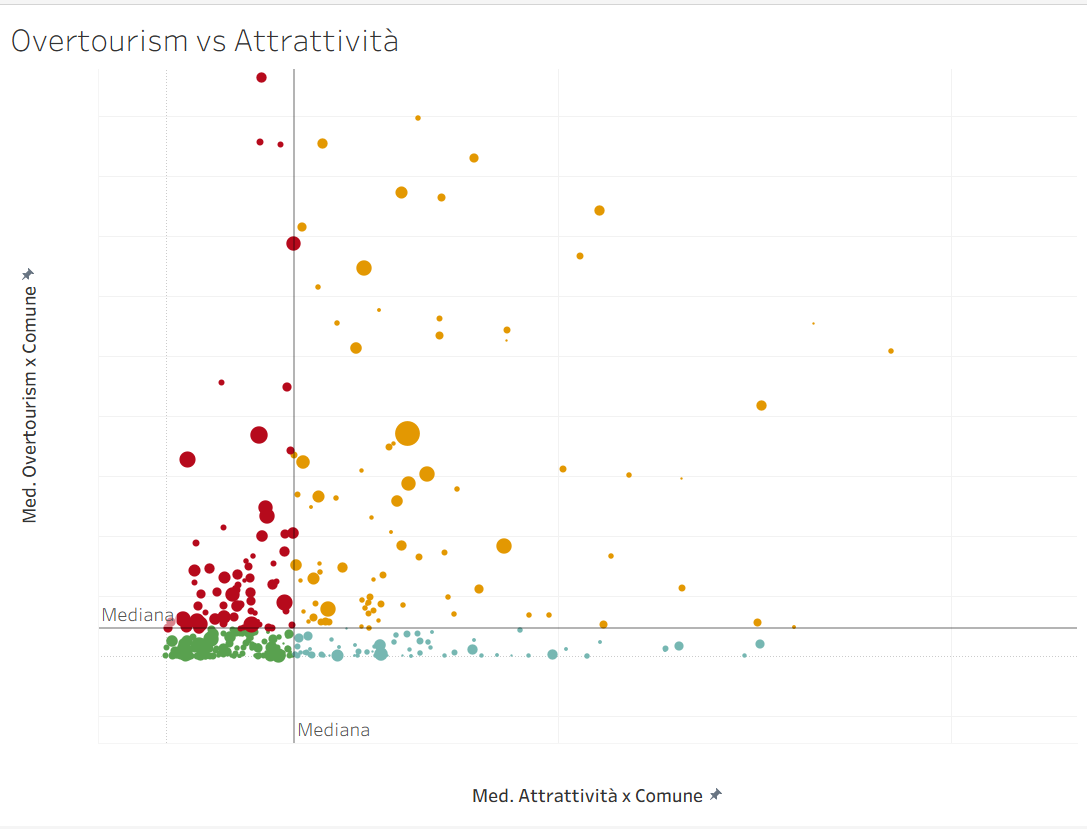 Overtourism vs Attrattività
Med. Overtourism x Comune
Mediana
Mediana
Med. Attrattività x Comune